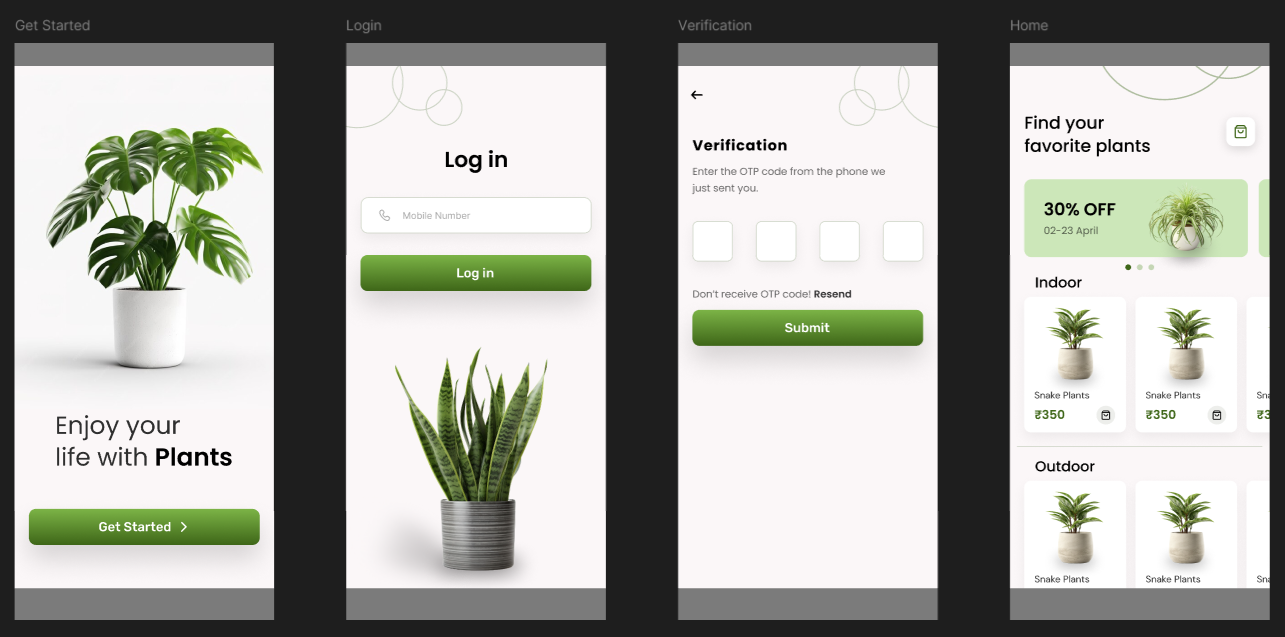 Get Started
Enjoy your
life with Plants
Get Started
Login
Log in
Mobile Number
Log in
Verification
Verification
Enter the OTP code from the phone we
just sent you.
Don't receive OTP code! Resend
Submit
Home
Find your
favorite plants
30% OFF
02-23 April
Indoor
Snake Plants
₹350
Snake Plants
₹350
Outdoor
Snake Plants
Snake Plants